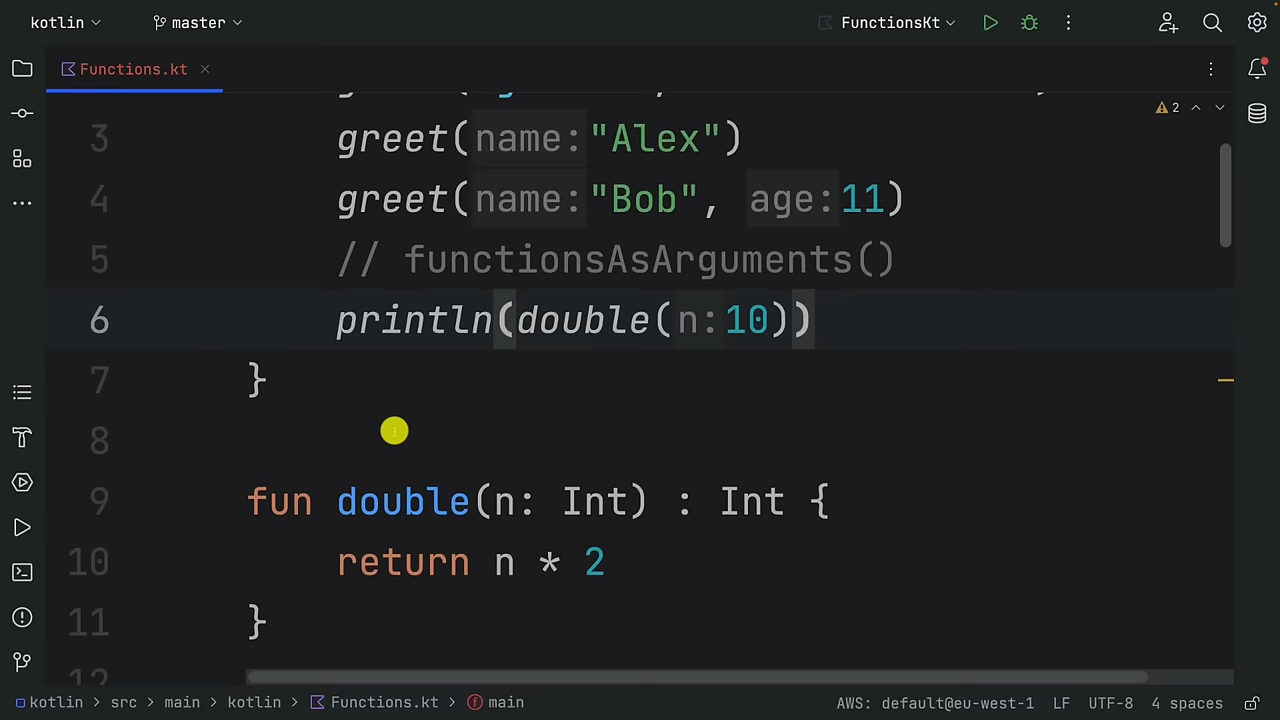 kotlin master FunctionsKt
Functions.kt
2
3 greet(name: "Alex")
4 greet(name: "Bob", age: 11)
5 // functionsAsArguments()
6 println(double(n: 10))
7 }
8
9 fun double(n: Int) : Int {
10 return n * 2
11 }
12
kotlin > src > main > kotlin > Functions.kt > main AWS: default@eu-west-1 LF UTF-8 4 spaces